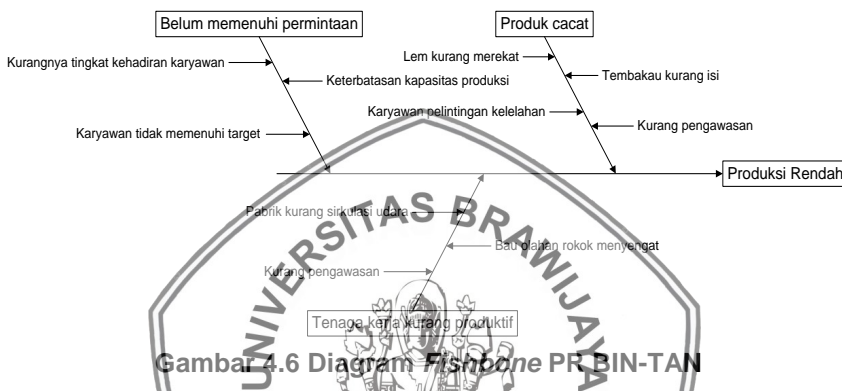 Belum memenuhi permintaan
Produk cacat
Kurangnya tingkat kehadiran karyawan
Lem kurang merekat
Keterbatasan kapasitas produksi
Tembakau kurang isi
Karyawan pelintingan kelelahan
Karyawan tidak memenuhi target
Kurang pengawasan
Produksi Rendah
Pabrik kurang sirkulasi udara
Bau olahan rokok menyengat
Kurang pengawasan
Tenaga kerja kurang produktif
Gambar 4.6 Diagram Fishbone PR BIN-TAN
UNIVERSITAS BRAWIJAYA